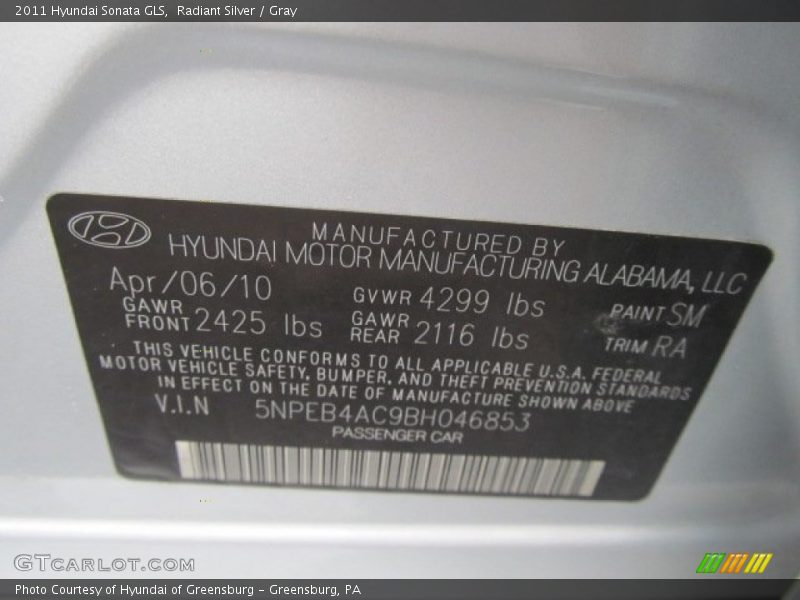 2011 Hyundai Sonata GLS, Radiant Silver / Gray
MANUFACTURED BY
HYUNDAI MOTOR MANUFACTURING ALABAMA, LLC
Apr/06/10 GVWR 4299 lbs PAINT SM
GAWR FRONT 2425 lbs GAWR REAR 2116 lbs TRIM RA
THIS VEHICLE CONFORMS TO ALL APPLICABLE U.S.A. FEDERAL
MOTOR VEHICLE SAFETY, BUMPER, AND THEFT PREVENTION STANDARDS
IN EFFECT ON THE DATE OF MANUFACTURE SHOWN ABOVE
V.I.N 5NPEB4AC9BH046853
PASSENGER CAR
GTCARLOT.COM
Photo Courtesy of Hyundai of Greensburg - Greensburg, PA